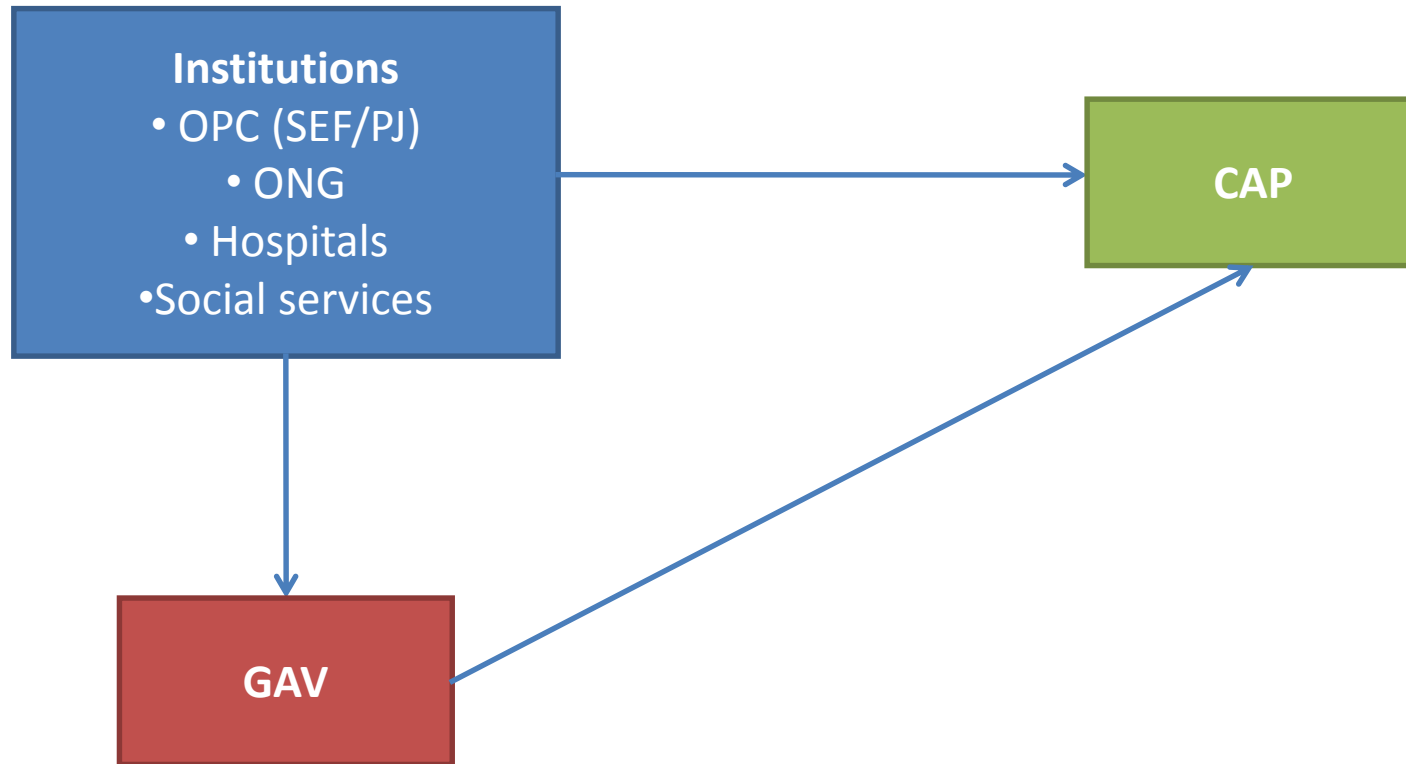 Institutions
• OPC (SEF/PJ)
• ONG
• Hospitals
•Social services
CAP
GAV